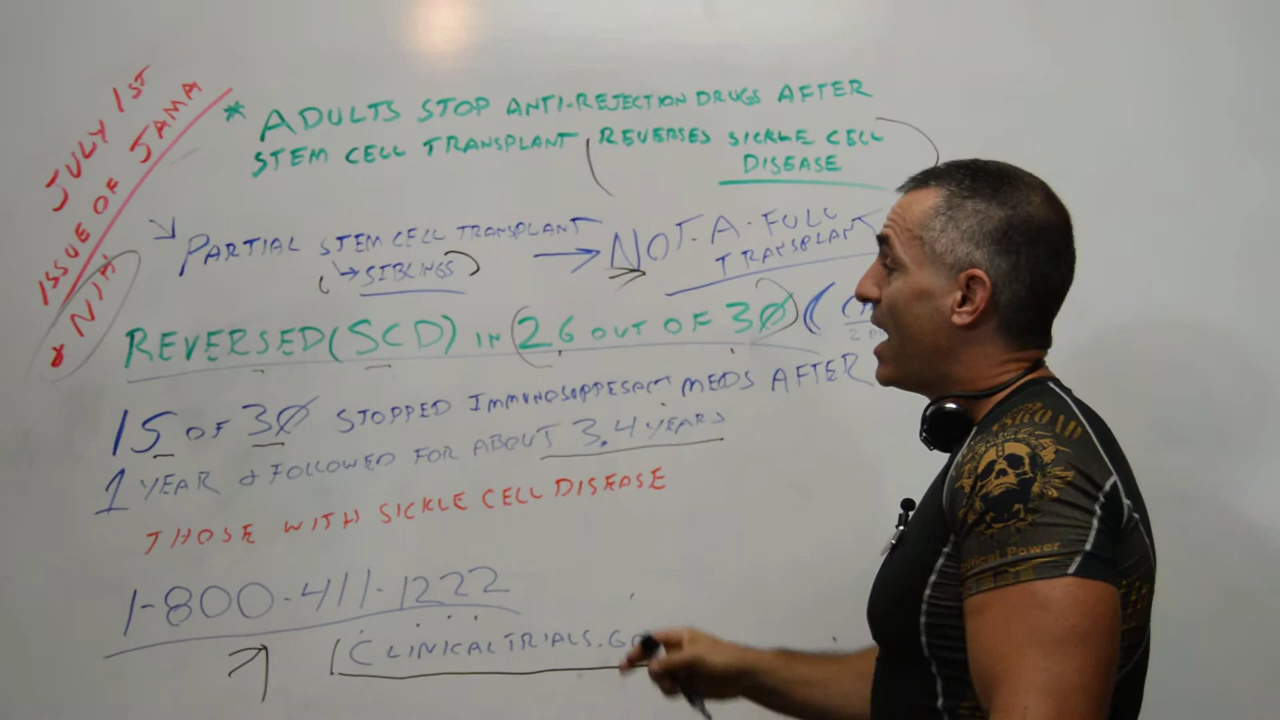 JULY 1ST
ISSUE OF JAMA
* NIH
* ADULTS STOP ANTI-REJECTION DRUGS AFTER
STEM CELL TRANSPLANT (REVERSES SICKLE CELL
DISEASE)
PARTIAL STEM CELL TRANSPLANT → NOT A FULL
(↳ SIBLINGS) TRANSPLANT
REVERSED (SCD) IN (26 OUT OF 30) (
15 OF 30 STOPPED IMMUNOSOPPESANT MEDS AFTER
1 YEAR & FOLLOWED FOR ABOUT 3.4 YEARS
THOSE WITH SICKLE CELL DISEASE
1-800-411-1222
CLINICALTRIALS.G